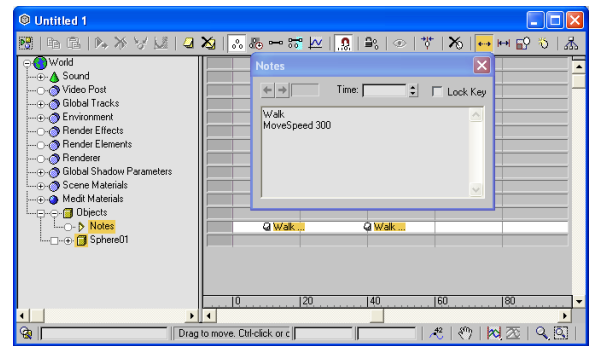 Untitled 1
World
Sound
Video Post
Global Tracks
Environment
Render Effects
Render Elements
Renderer
Global Shadow Parameters
Scene Materials
Medit Materials
Objects
Notes
Sphere01
Notes
Time:
Lock Key
Walk
MoveSpeed 300
Walk ...
Walk ...
0
20
40
60
80
Drag to move. Ctrl-click or c